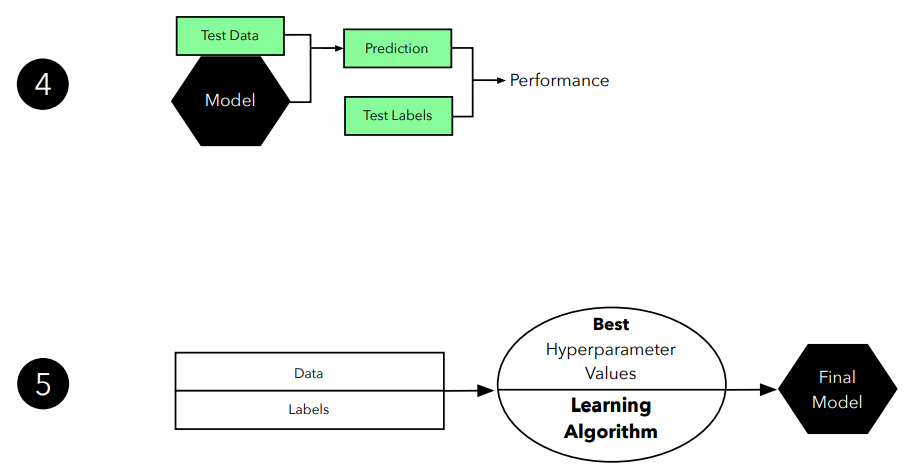 4
Test Data
Model
Prediction
Test Labels
Performance
5
Data
Labels
Best
Hyperparameter
Values
Learning
Algorithm
Final
Model